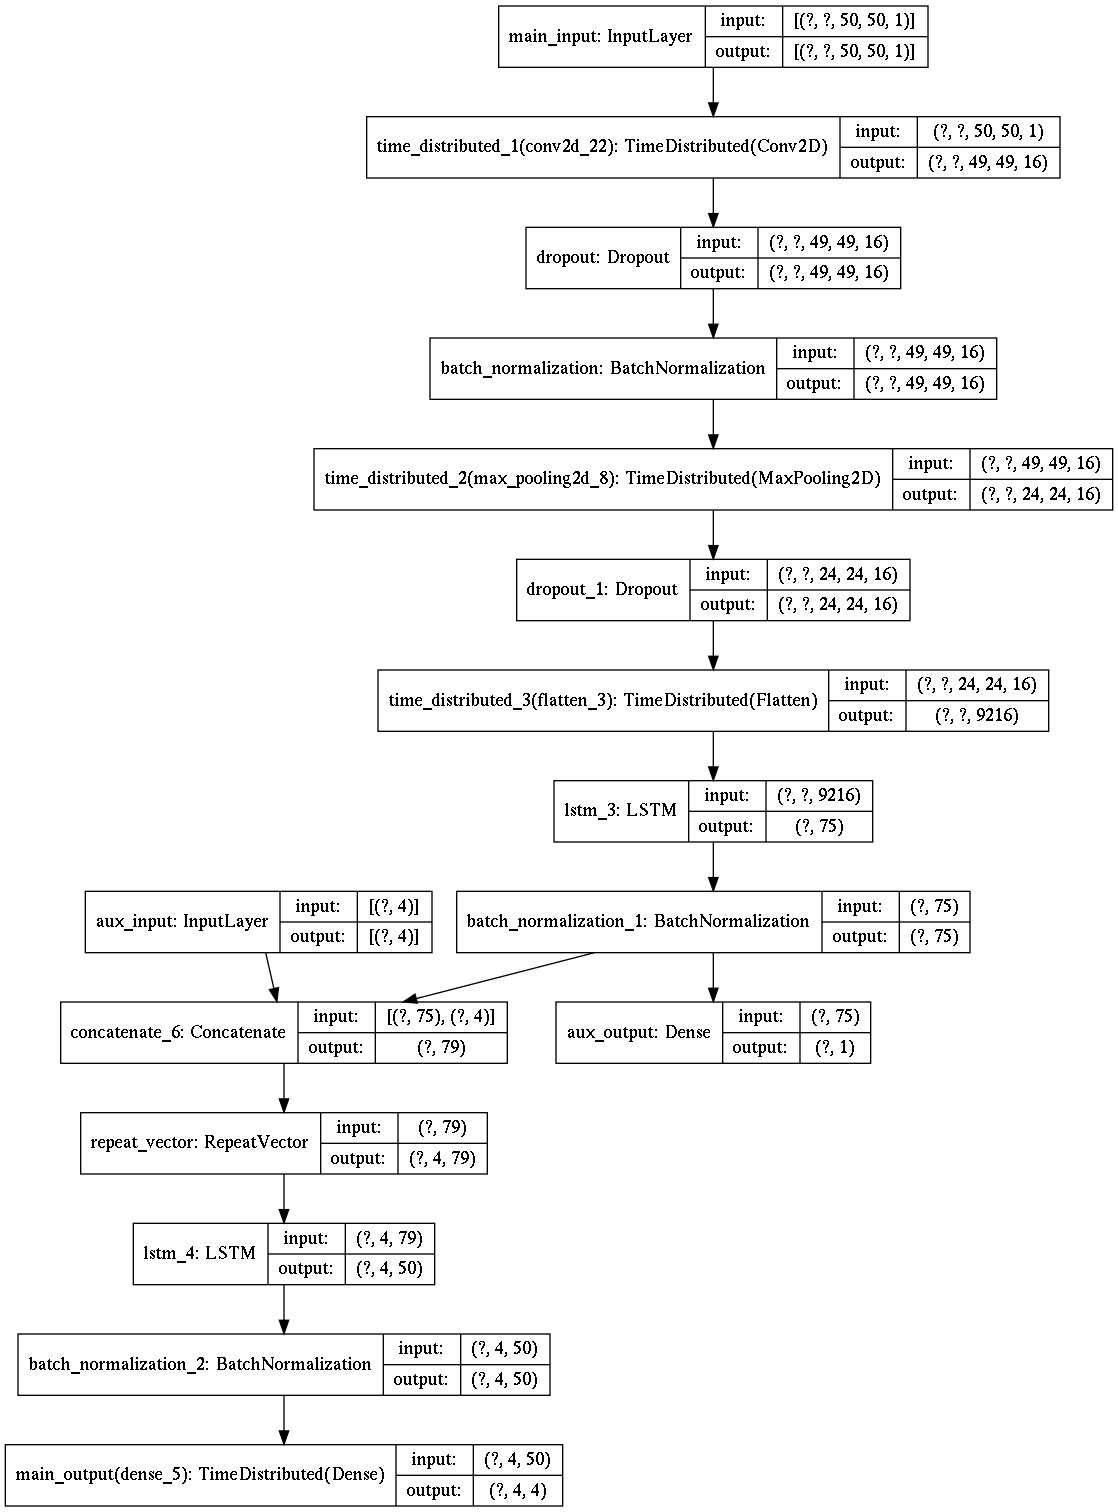 main_input: InputLayer
input: [(?, ?, 50, 50, 1)]
output: [(?, ?, 50, 50, 1)]
time_distributed_1(conv2d_22): TimeDistributed(Conv2D)
input: (?, ?, 50, 50, 1)
output: (?, ?, 49, 49, 16)
dropout: Dropout
input: (?, ?, 49, 49, 16)
output: (?, ?, 49, 49, 16)
batch_normalization: BatchNormalization
input: (?, ?, 49, 49, 16)
output: (?, ?, 49, 49, 16)
time_distributed_2(max_pooling2d_8): TimeDistributed(MaxPooling2D)
input: (?, ?, 49, 49, 16)
output: (?, ?, 24, 24, 16)
dropout_1: Dropout
input: (?, ?, 24, 24, 16)
output: (?, ?, 24, 24, 16)
time_distributed_3(flatten_3): TimeDistributed(Flatten)
input: (?, ?, 24, 24, 16)
output: (?, ?, 9216)
lstm_3: LSTM
input: (?, ?, 9216)
output: (?, 75)
aux_input: InputLayer
input: [(?, 4)]
output: [(?, 4)]
batch_normalization_1: BatchNormalization
input: (?, 75)
output: (?, 75)
concatenate_6: Concatenate
input: [(?, 75), (?, 4)]
output: (?, 79)
aux_output: Dense
input: (?, 75)
output: (?, 1)
repeat_vector: RepeatVector
input: (?, 79)
output: (?, 4, 79)
lstm_4: LSTM
input: (?, 4, 79)
output: (?, 4, 50)
batch_normalization_2: BatchNormalization
input: (?, 4, 50)
output: (?, 4, 50)
main_output(dense_5): TimeDistributed(Dense)
input: (?, 4, 50)
output: (?, 4, 4)